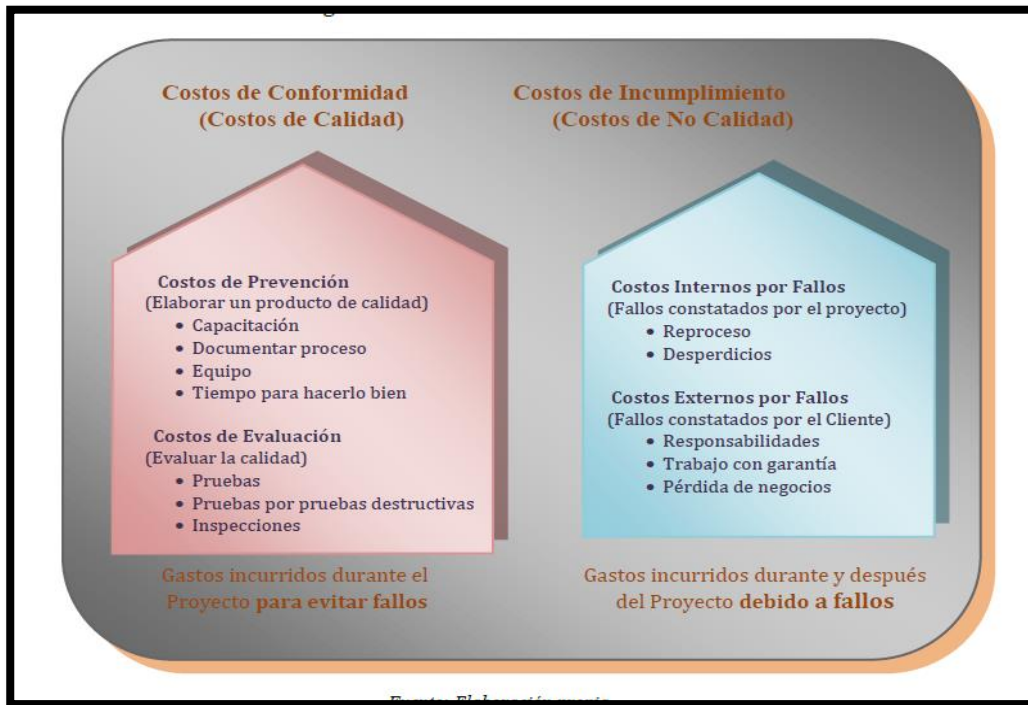 Costos de Conformidad
(Costos de Calidad)
Costos de Incumplimiento
(Costos de No Calidad)
Costos de Prevención
(Elaborar un producto de calidad)
• Capacitación
• Documentar proceso
• Equipo
• Tiempo para hacerlo bien
Costos de Evaluación
(Evaluar la calidad)
• Pruebas
• Pruebas por pruebas destructivas
• Inspecciones
Gastos incurridos durante el
Proyecto para evitar fallos
Costos Internos por Fallos
(Fallos constatados por el proyecto)
• Reproceso
• Desperdicios
Costos Externos por Fallos
(Fallos constatados por el Cliente)
• Responsabilidades
• Trabajo con garantía
• Pérdida de negocios
Gastos incurridos durante y después
del Proyecto debido a fallos